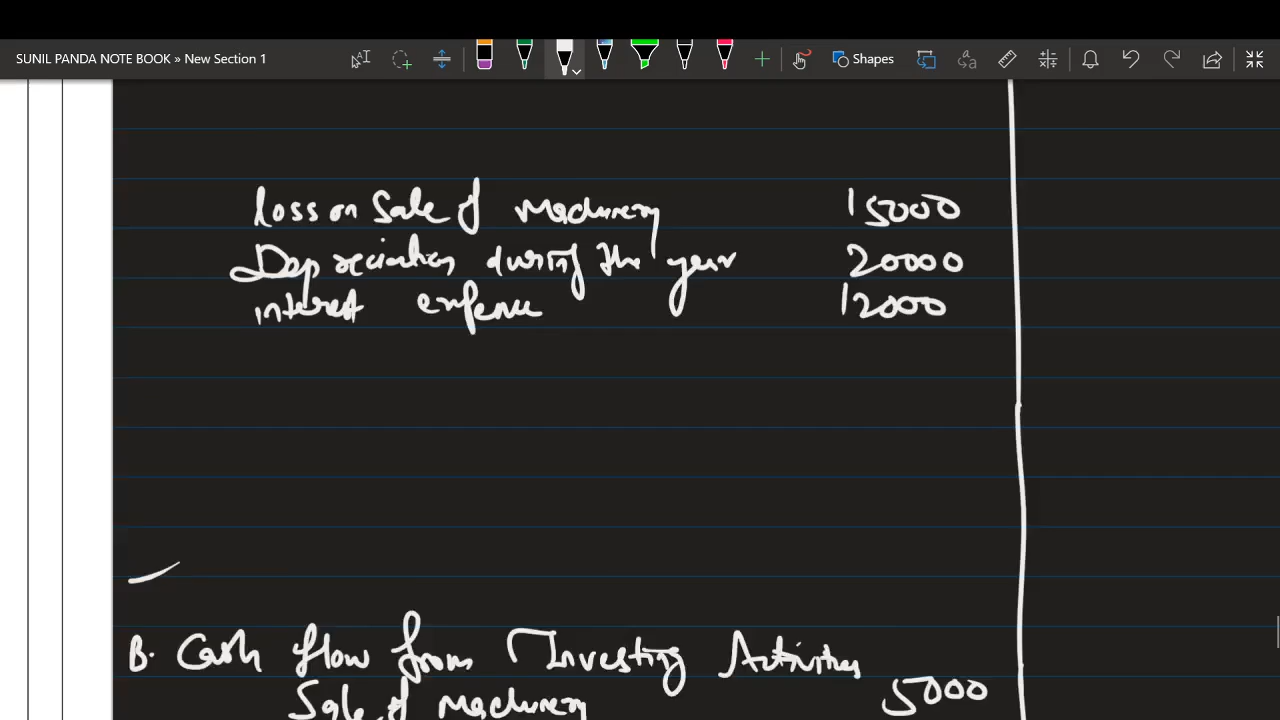 SUNIL PANDA NOTE BOOK » New Section 1
Shapes
loss on Sale of Machinery 15000
Depreciation during the year 20000
interest expense 12000
B. Cash flow from Investing Activities
Sale of Machinery 5000